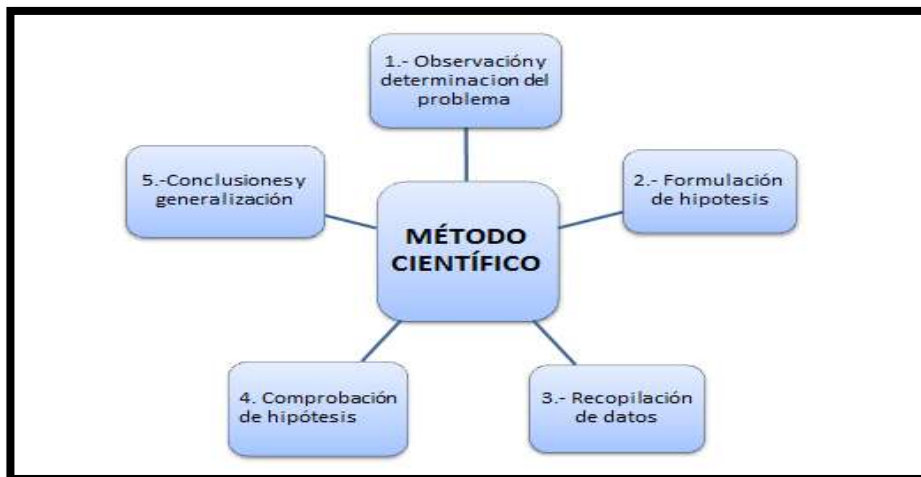 1.- Observación y
determinacion del
problema
2.- Formulación
de hipotesis
3.- Recopilación
de datos
4. Comprobación
de hipótesis
5.-Conclusiones y
generalización
MÉTODO
CIENTÍFICO